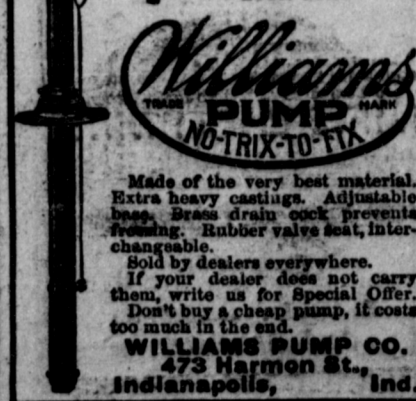 Williams
TRADE PUMP MARK
NO-TRIX-TO-FIX
Made of the very best material.
Extra heavy castings. Adjustable
base. Brass drain cock prevents
freezing. Rubber valve seat, inter-
changeable.
Sold by dealers everywhere.
If your dealer does not carry
them, write us for Special Offer.
Don't buy a cheap pump, it costs
too much in the end.
WILLIAMS PUMP CO.
473 Harmon St.,
Indianapolis, Ind.